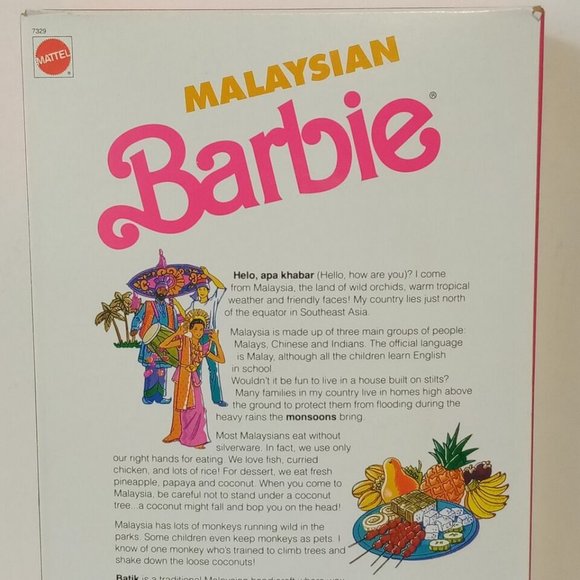 7329
MATTEL
®
MALAYSIAN
Barbie®
Helo, apa khabar (Hello, how are you)? I come
from Malaysia, the land of wild orchids, warm tropical
weather and friendly faces! My country lies just north
of the equator in Southeast Asia.
Malaysia is made up of three main groups of people:
Malays, Chinese and Indians. The official language
is Malay, although all the children learn English
in school.
Wouldn't it be fun to live in a house built on stilts?
Many families in my country live in homes high above
the ground to protect them from flooding during the
heavy rains the monsoons bring.
Most Malaysians eat without
silverware. In fact, we use only
our right hands for eating. We love fish, curried
chicken, and lots of rice! For dessert, we eat fresh
pineapple, papaya and coconut. When you come to
Malaysia, be careful not to stand under a coconut
tree...a coconut might fall and bop you on the head!
Malaysia has lots of monkeys running wild in the
parks. Some children even keep monkeys as pets. I
know of one monkey who's trained to climb trees and
shake down the loose coconuts!
Batik is a traditional Malaysian handicraft where you